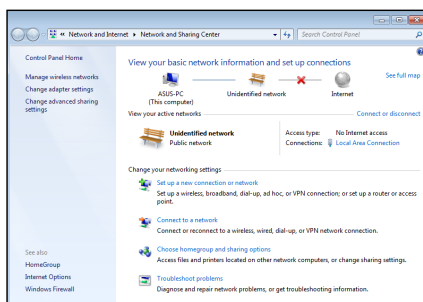 « Network and Internet ▸ Network and Sharing Center
Search Control Panel
Control Panel Home
Manage wireless networks
Change adapter settings
Change advanced sharing
settings
See also
HomeGroup
Internet Options
Windows Firewall
View your basic network information and set up connections
See full map
ASUS-PC
(This computer)
Unidentified network
Internet
View your active networks
Connect or disconnect
Unidentified network
Public network
Access type: No Internet access
Connections: Local Area Connection
Change your networking settings
Set up a new connection or network
Set up a wireless, broadband, dial-up, ad hoc, or VPN connection; or set up a router or access
point.
Connect to a network
Connect or reconnect to a wireless, wired, dial-up, or VPN network connection.
Choose homegroup and sharing options
Access files and printers located on other network computers, or change sharing settings.
Troubleshoot problems
Diagnose and repair network problems, or get troubleshooting information.